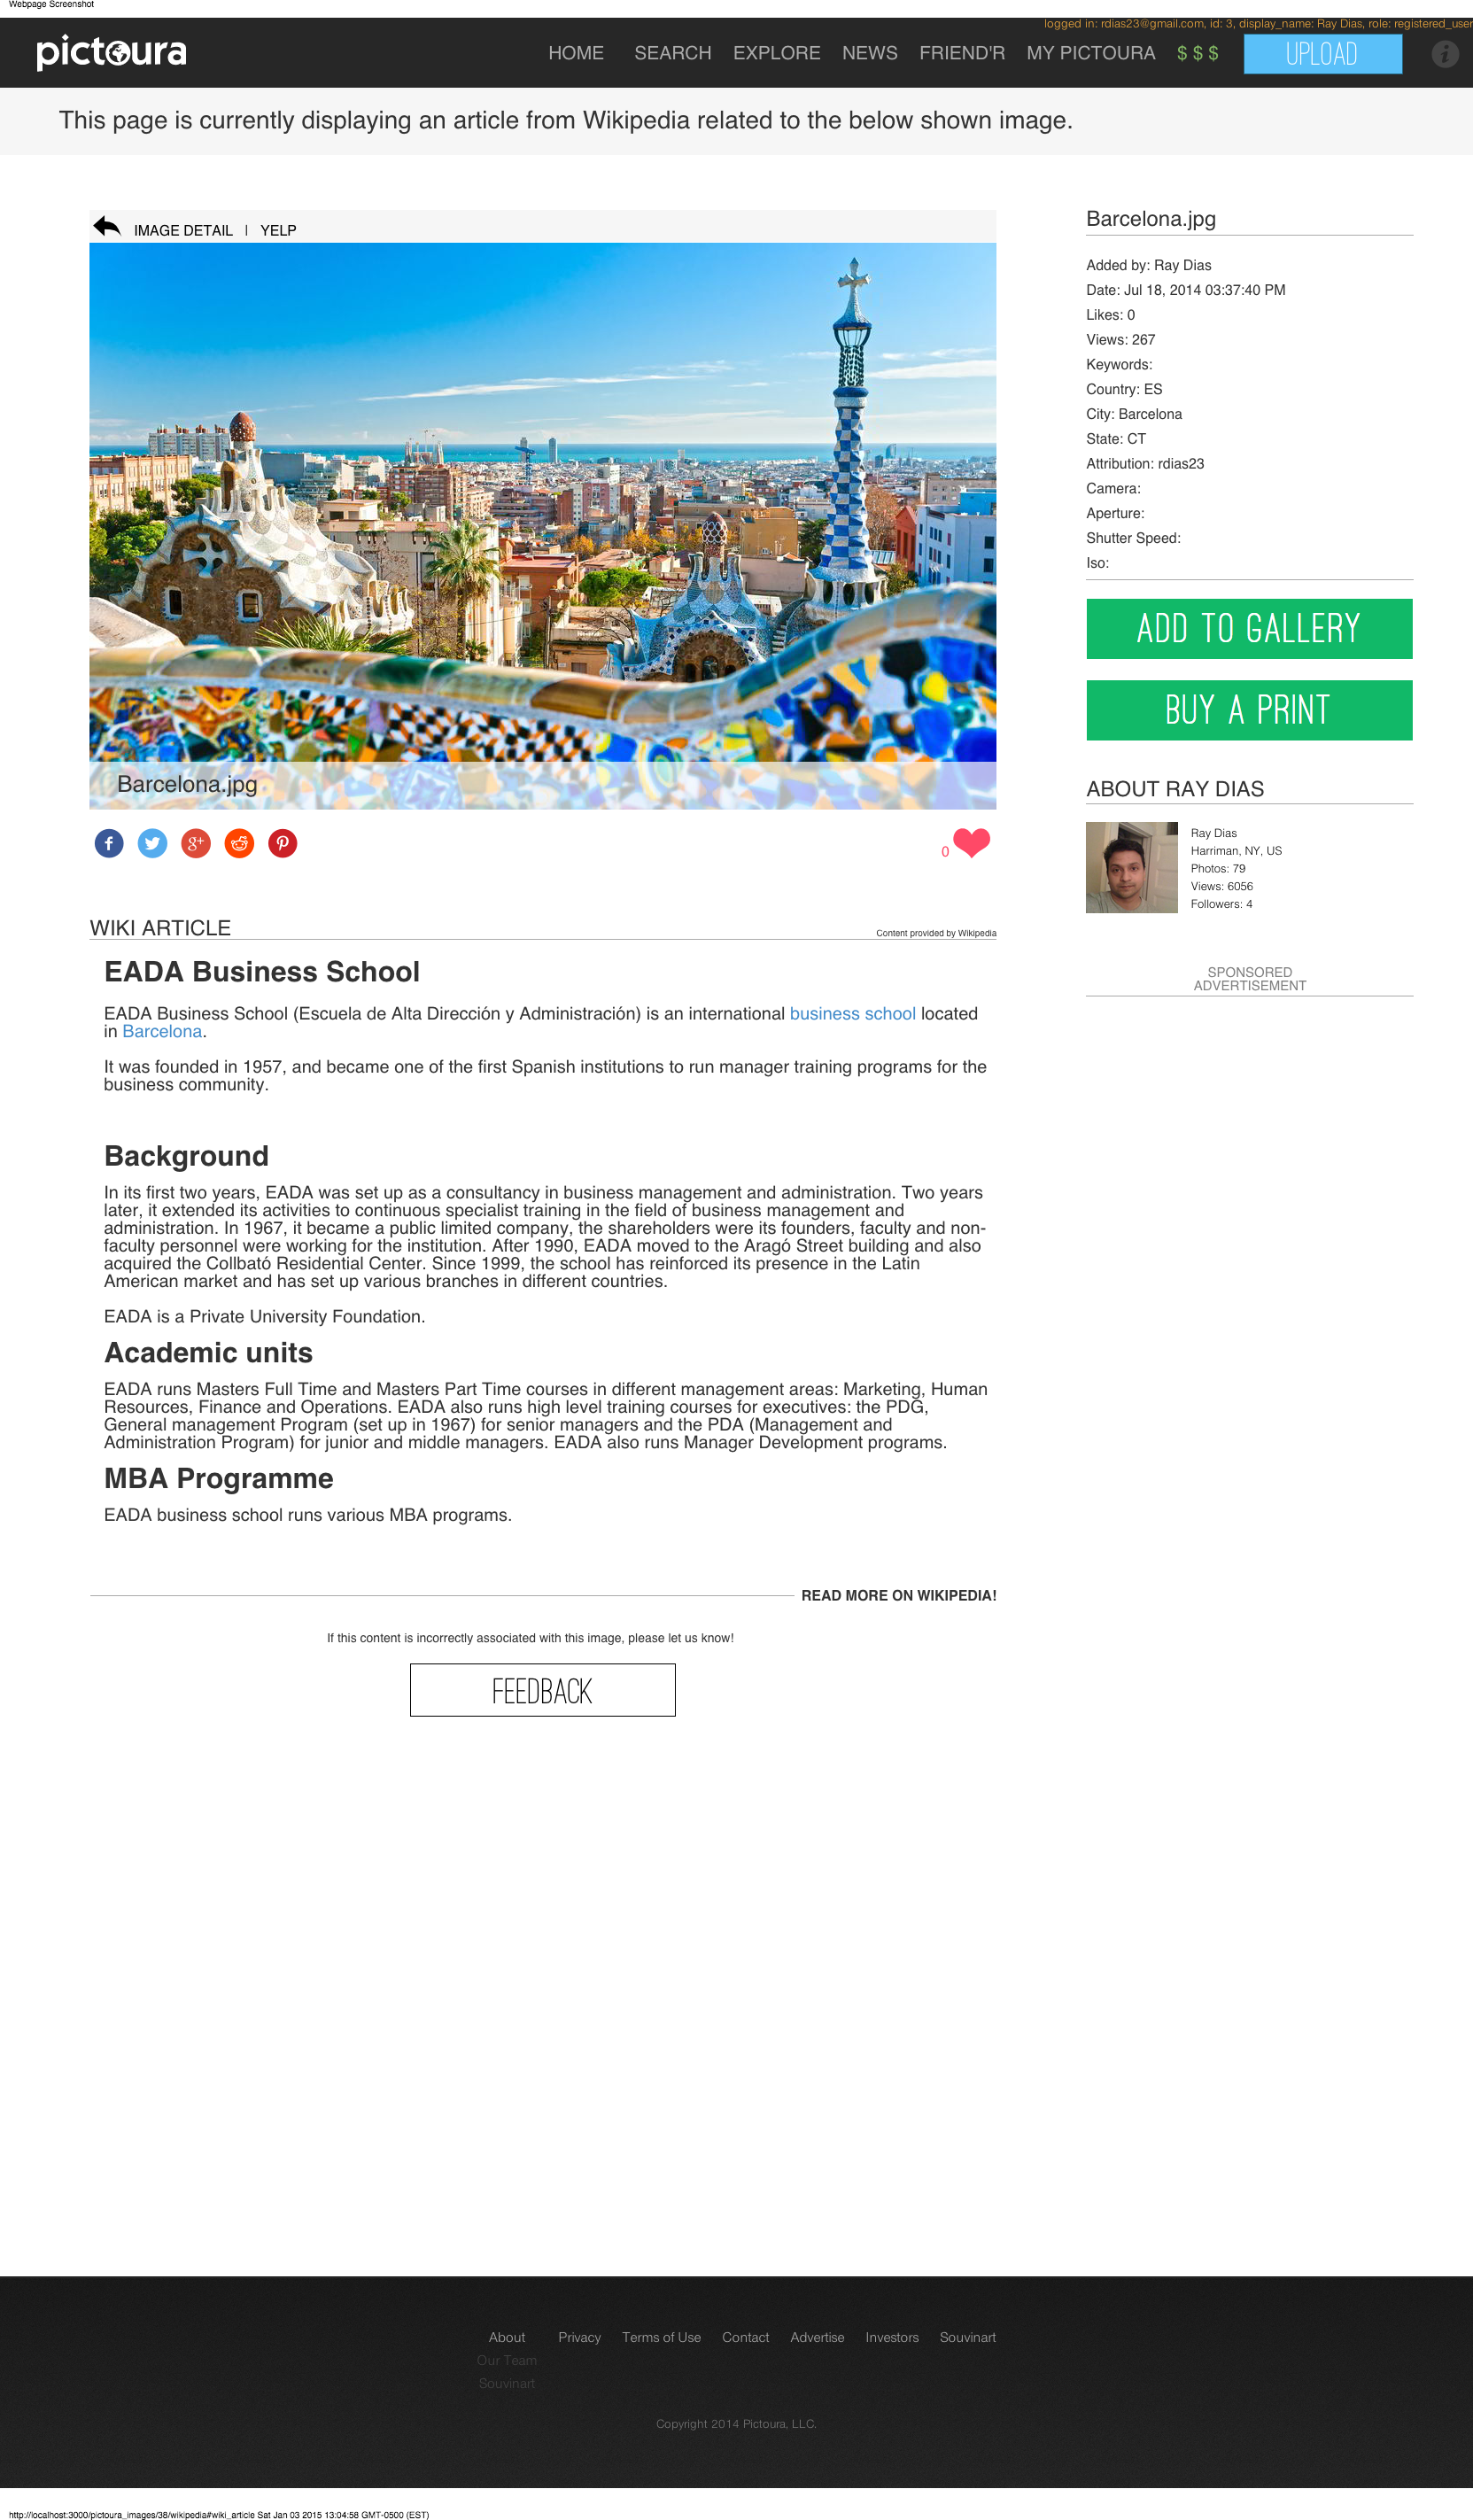 Webpage Screenshot
logged in: rdias23@gmail.com, id: 3, display_name: Ray Dias, role: registered_user
pictoura
HOME SEARCH EXPLORE NEWS FRIEND'R MY PICTOURA $ $ $ UPLOAD i
This page is currently displaying an article from Wikipedia related to the below shown image.
IMAGE DETAIL | YELP
Barcelona.jpg
0
WIKI ARTICLE
Content provided by Wikipedia
EADA Business School
EADA Business School (Escuela de Alta Dirección y Administración) is an international business school located
in Barcelona.
It was founded in 1957, and became one of the first Spanish institutions to run manager training programs for the
business community.
Background
In its first two years, EADA was set up as a consultancy in business management and administration. Two years
later, it extended its activities to continuous specialist training in the field of business management and
administration. In 1967, it became a public limited company, the shareholders were its founders, faculty and non-
faculty personnel were working for the institution. After 1990, EADA moved to the Aragó Street building and also
acquired the Collbató Residential Center. Since 1999, the school has reinforced its presence in the Latin
American market and has set up various branches in different countries.
EADA is a Private University Foundation.
Academic units
EADA runs Masters Full Time and Masters Part Time courses in different management areas: Marketing, Human
Resources, Finance and Operations. EADA also runs high level training courses for executives: the PDG,
General management Program (set up in 1967) for senior managers and the PDA (Management and
Administration Program) for junior and middle managers. EADA also runs Manager Development programs.
MBA Programme
EADA business school runs various MBA programs.
READ MORE ON WIKIPEDIA!
If this content is incorrectly associated with this image, please let us know!
FEEDBACK
Barcelona.jpg
Added by: Ray Dias
Date: Jul 18, 2014 03:37:40 PM
Likes: 0
Views: 267
Keywords:
Country: ES
City: Barcelona
State: CT
Attribution: rdias23
Camera:
Aperture:
Shutter Speed:
Iso:
ADD TO GALLERY
BUY A PRINT
ABOUT RAY DIAS
Ray Dias
Harriman, NY, US
Photos: 79
Views: 6056
Followers: 4
SPONSORED
ADVERTISEMENT
About Privacy Terms of Use Contact Advertise Investors Souvinart
Our Team
Souvinart
Copyright 2014 Pictoura, LLC.
http://localhost:3000/pictoura_images/38/wikipedia#wiki_article Sat Jan 03 2015 13:04:58 GMT-0500 (EST)